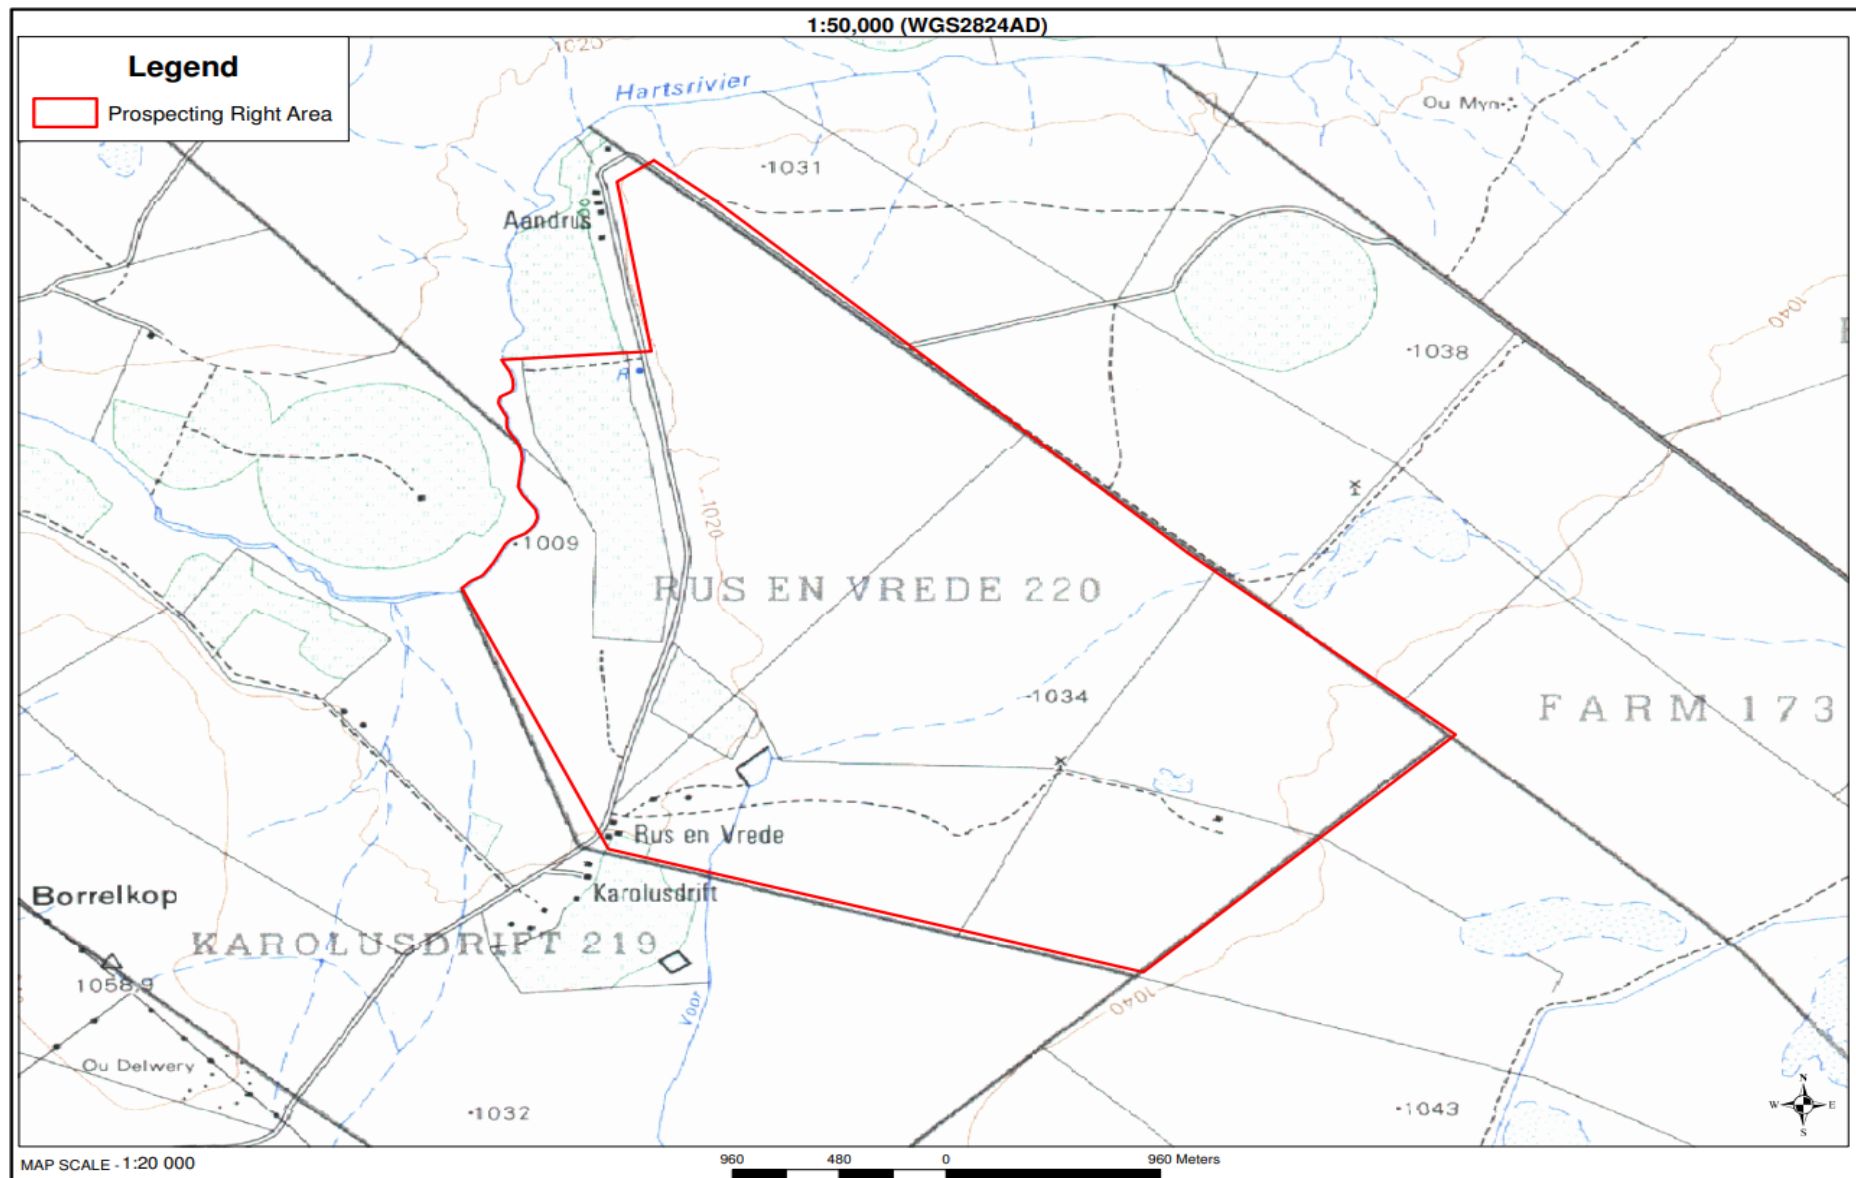 1:50,000 (WGS2824AD)
Legend
Prospecting Right Area
1020
Hartsrivier
Ou Myn
·1031
Aandrus
1040
·1038
R
1020
·1009
RUS EN VREDE 220
·1034
FARM 173
Rus en Vrede
Karolusdrift
Borrelkop
KAROLUSDRIFT 219
1058,9
1040
Voor
Ou Delwery
·1032
·1043
N
W E
S
MAP SCALE - 1:20 000
960 480 0 960 Meters